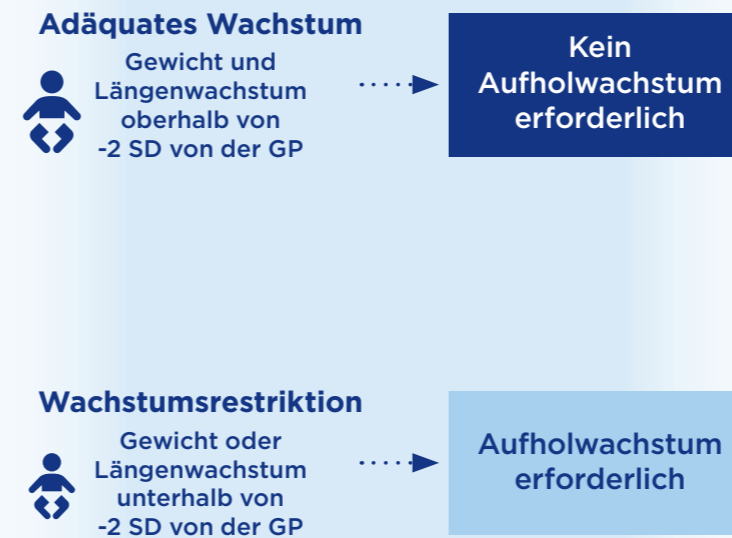 Adäquates Wachstum
Gewicht und
Längenwachstum
oberhalb von
-2 SD von der GP
Kein
Aufholwachstum
erforderlich
Wachstumsrestriktion
Gewicht oder
Längenwachstum
unterhalb von
-2 SD von der GP
Aufholwachstum
erforderlich